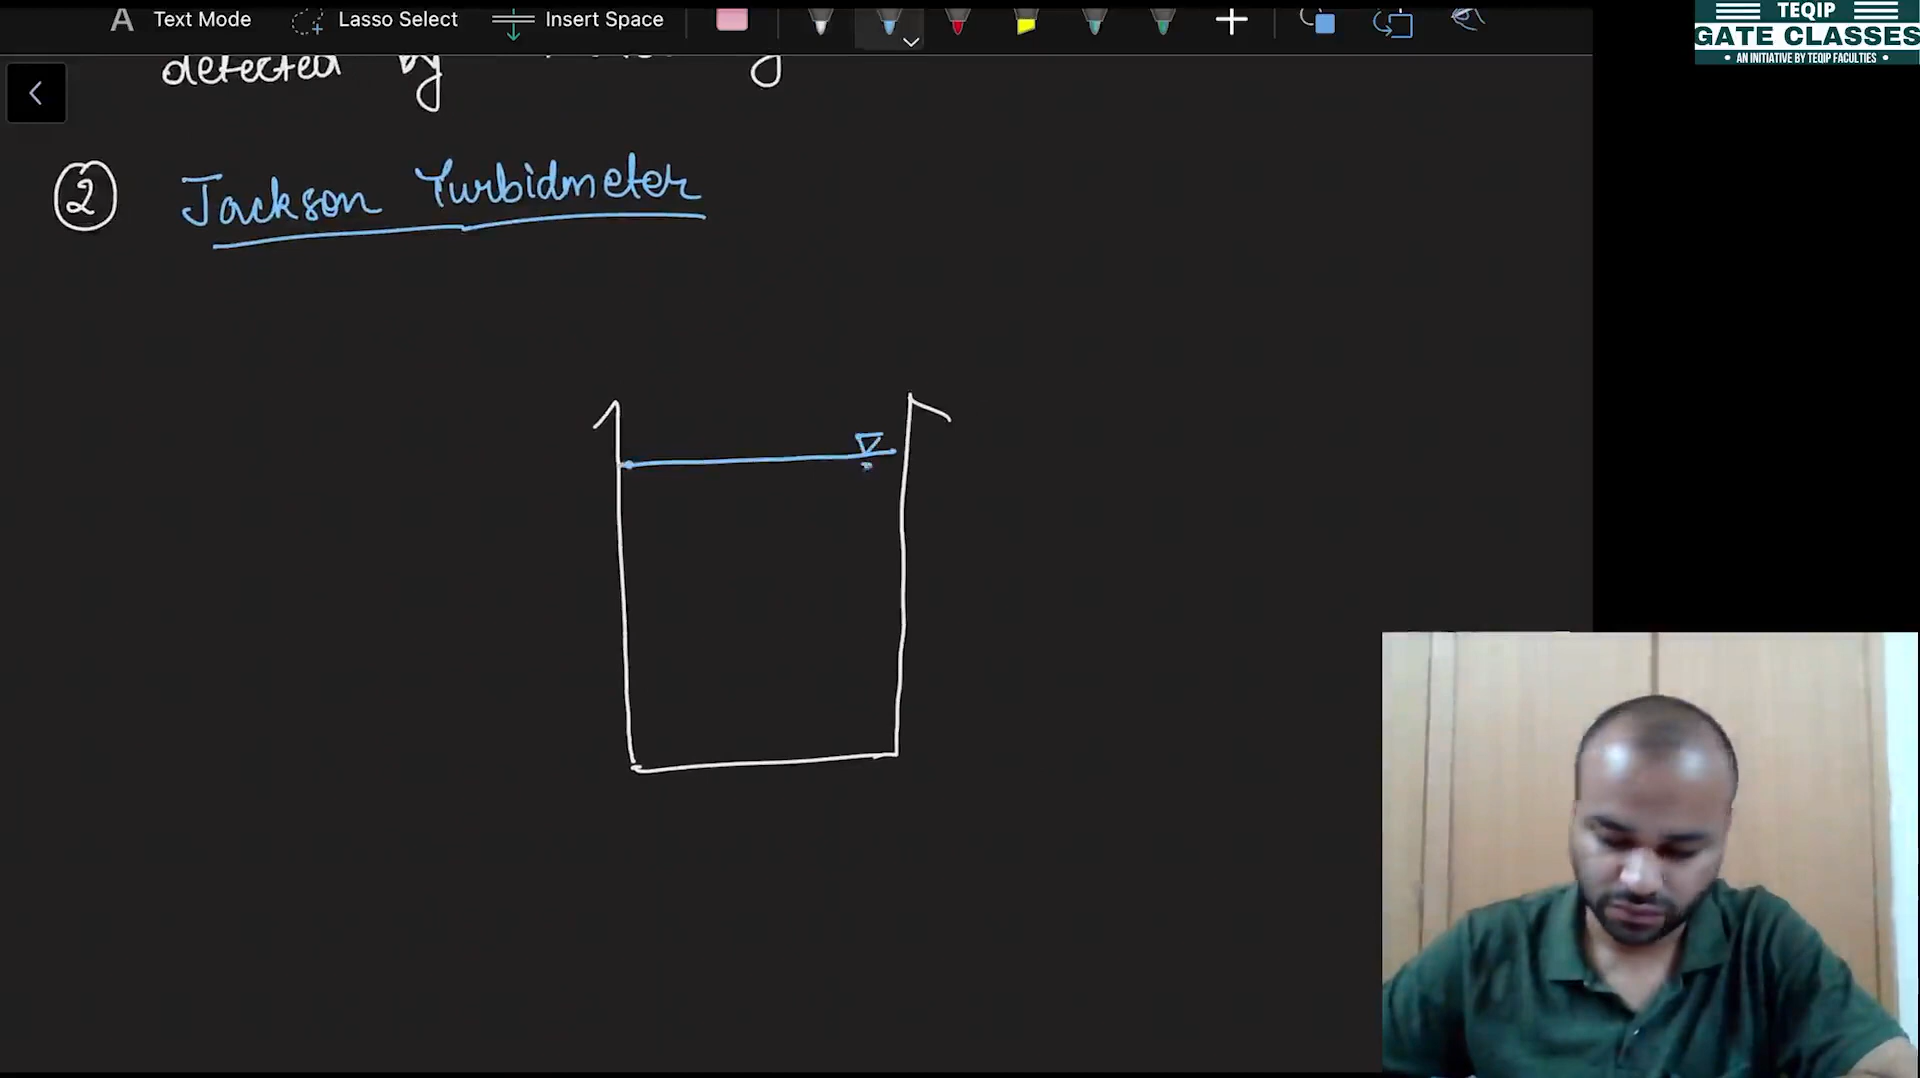 Text Mode Lasso Select Insert Space
TEQIP
GATE CLASSES
• AN INITIATIVE BY TEQIP FACULTIES •
detected by
2 Jackson Turbidmeter